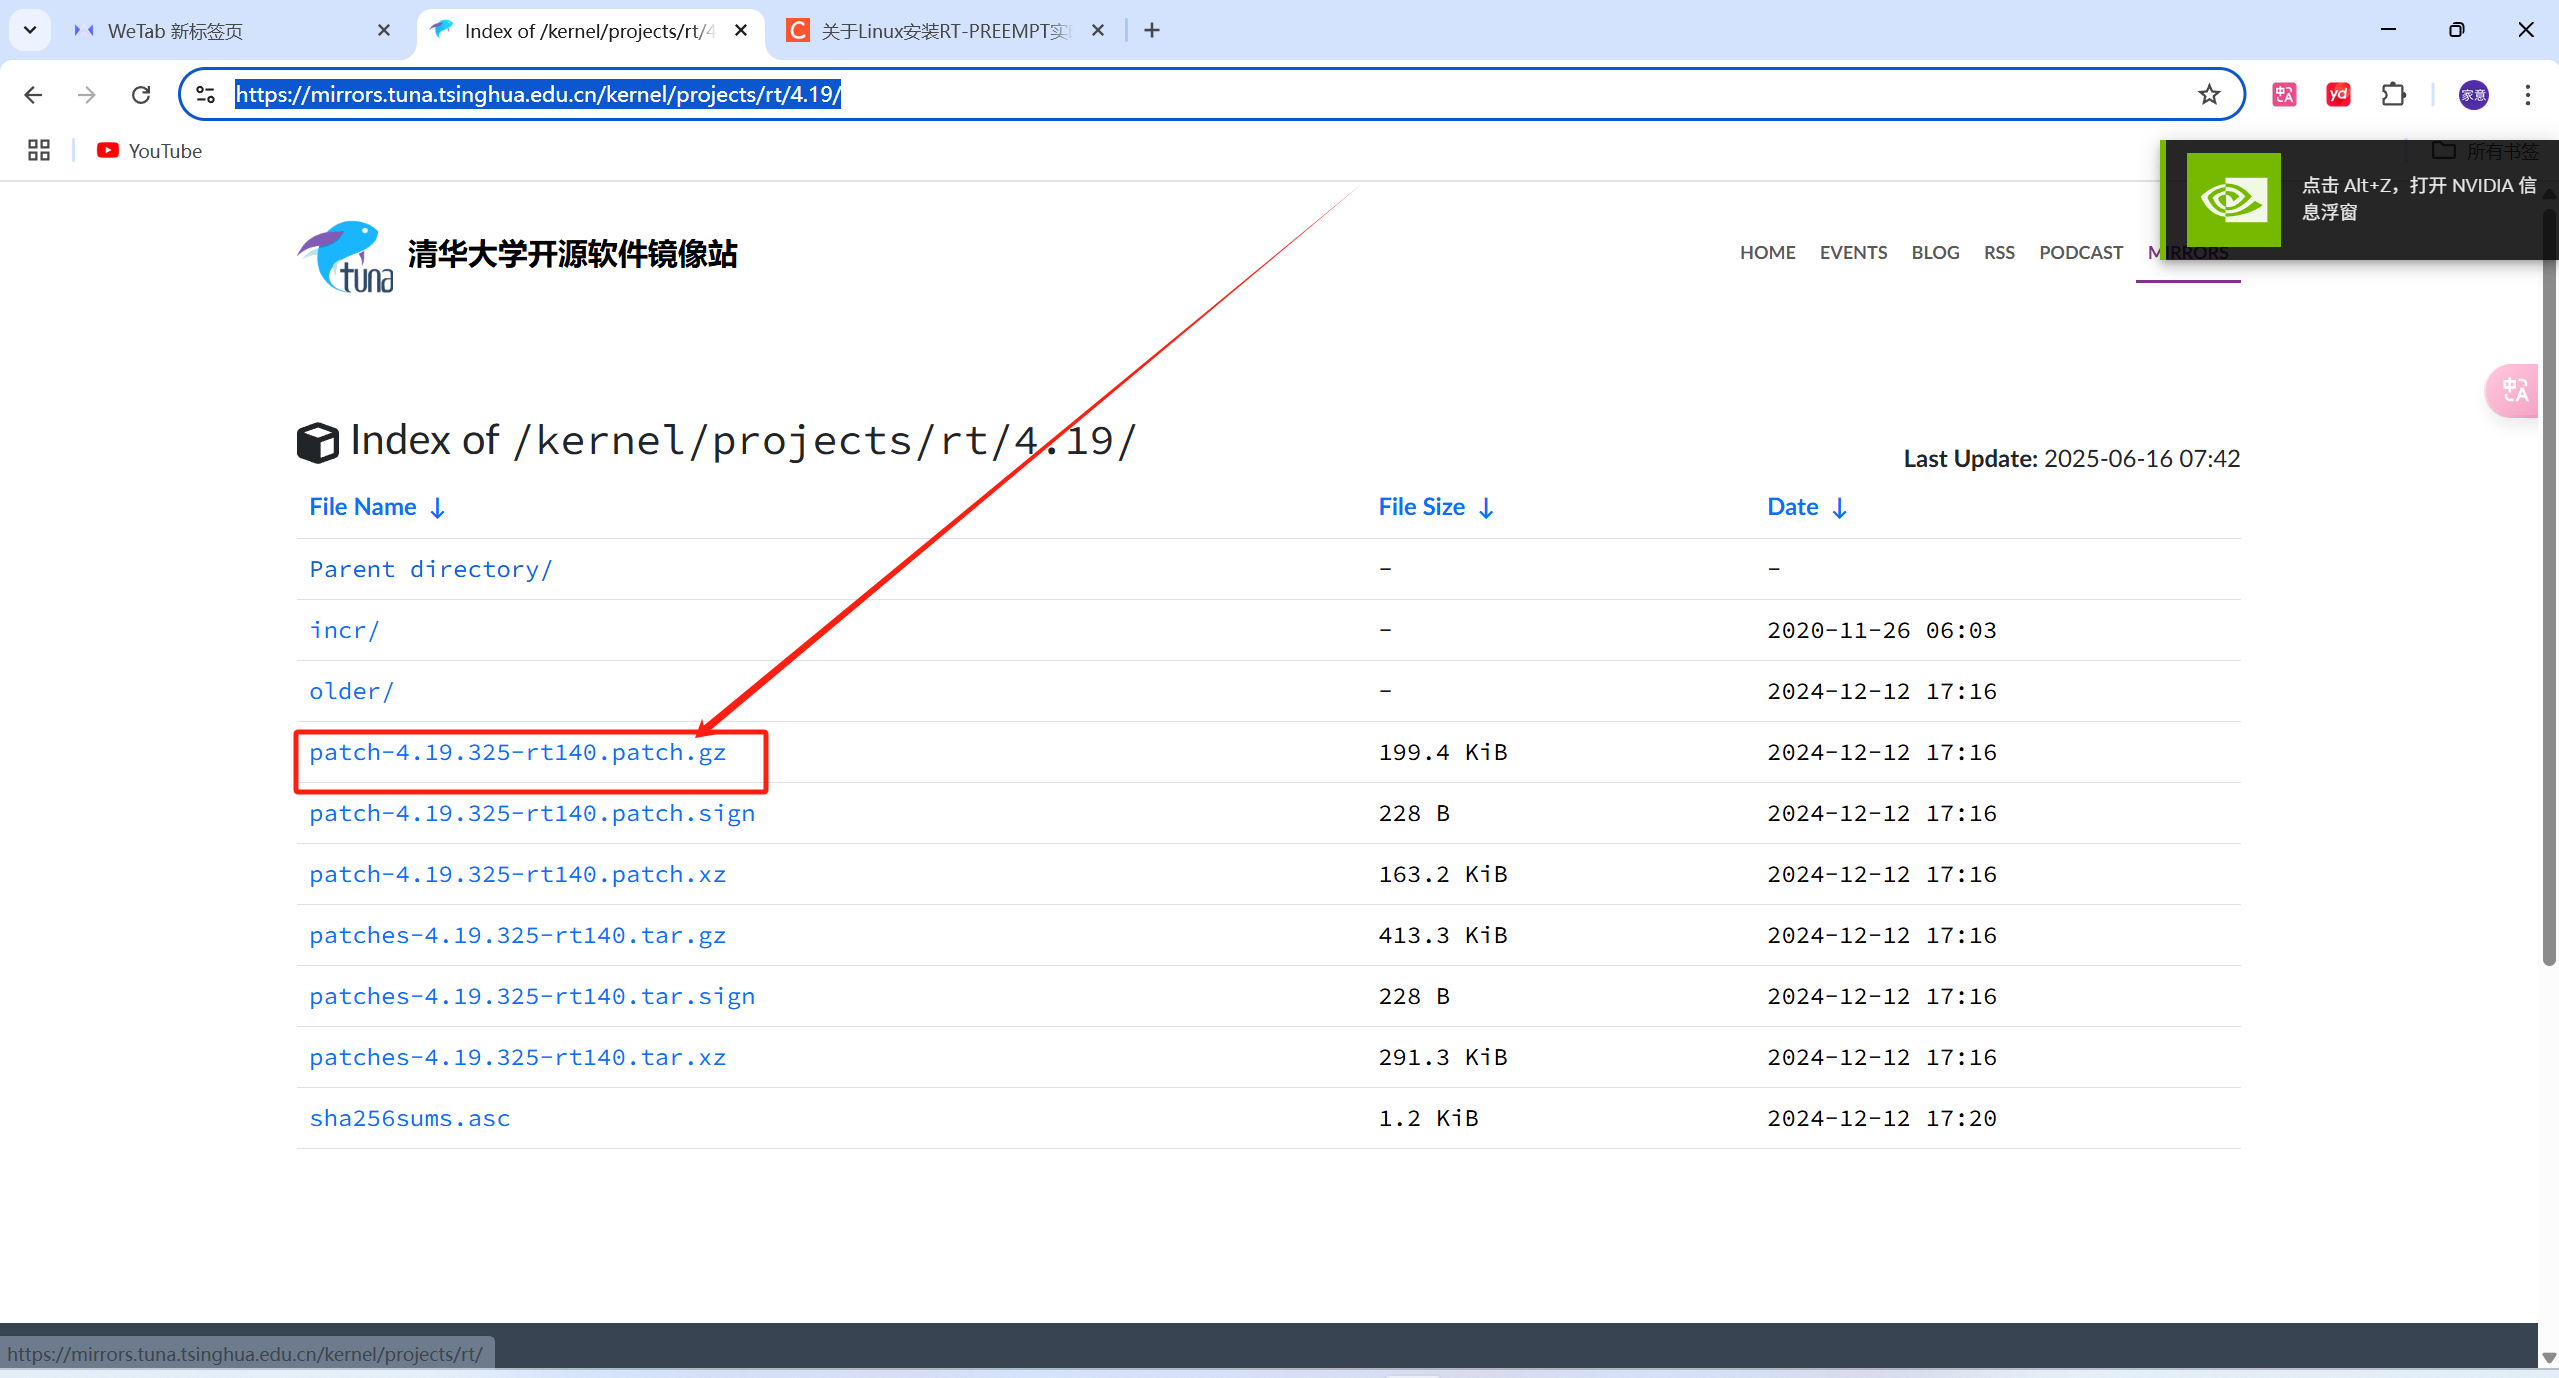 WeTab 新标签页
Index of /kernel/projects/rt/4
关于Linux安装RT-PREEMPT实
https://mirrors.tuna.tsinghua.edu.cn/kernel/projects/rt/4.19/
中A
yd
家意
YouTube
所有书签
点击 Alt+Z，打开 NVIDIA 信
息浮窗
tuna
清华大学开源软件镜像站
HOME EVENTS BLOG RSS PODCAST MIRRORS
中A
Index of /kernel/projects/rt/4.19/
Last Update: 2025-06-16 07:42
File Name ↓ File Size ↓ Date ↓
Parent directory/ - -
incr/ - 2020-11-26 06:03
older/ - 2024-12-12 17:16
patch-4.19.325-rt140.patch.gz 199.4 KiB 2024-12-12 17:16
patch-4.19.325-rt140.patch.sign 228 B 2024-12-12 17:16
patch-4.19.325-rt140.patch.xz 163.2 KiB 2024-12-12 17:16
patches-4.19.325-rt140.tar.gz 413.3 KiB 2024-12-12 17:16
patches-4.19.325-rt140.tar.sign 228 B 2024-12-12 17:16
patches-4.19.325-rt140.tar.xz 291.3 KiB 2024-12-12 17:16
sha256sums.asc 1.2 KiB 2024-12-12 17:20
https://mirrors.tuna.tsinghua.edu.cn/kernel/projects/rt/